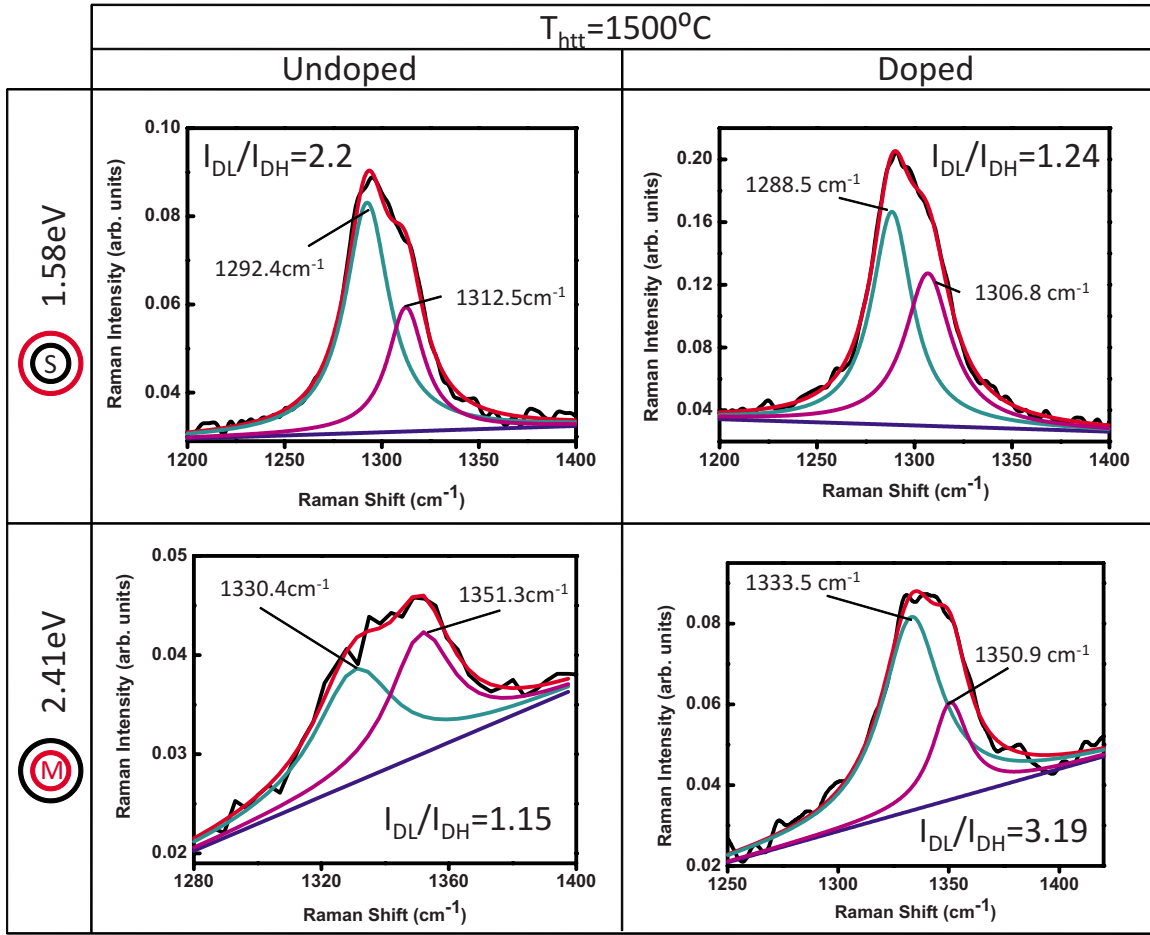 T_htt=1500°C
Undoped
Doped
S
1.58eV
M
2.41eV
I_DL/I_DH=2.2
1292.4cm⁻¹
1312.5cm⁻¹
Raman Intensity (arb. units)
0.10
0.08
0.06
0.04
1200
1250
1300
1350
1400
Raman Shift (cm⁻¹)
I_DL/I_DH=1.24
1288.5 cm⁻¹
1306.8 cm⁻¹
Raman Intensity (arb. units)
0.20
0.16
0.12
0.08
0.04
1200
1250
1300
1350
1400
Raman Shift (cm⁻¹)
1330.4cm⁻¹
1351.3cm⁻¹
I_DL/I_DH=1.15
Raman Intensity (arb. units)
0.05
0.04
0.03
0.02
1280
1320
1360
1400
Raman Shift (cm⁻¹)
1333.5 cm⁻¹
1350.9 cm⁻¹
I_DL/I_DH=3.19
Raman Intensity (arb. units)
0.08
0.06
0.04
0.02
1250
1300
1350
1400
Raman Shift (cm⁻¹)